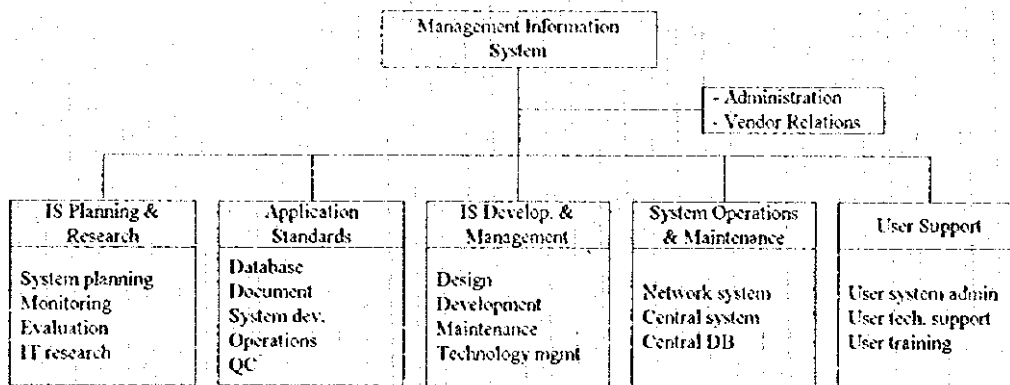 Management Information
System
- Administration
- Vendor Relations
IS Planning &
Research
System planning
Monitoring
Evaluation
IT research
Application
Standards
Database
Document
System dev.
Operations
QC
IS Develop. &
Management
Design
Development
Maintenance
Technology mgmt
System Operations
& Maintenance
Network system
Central system
Central DB
User Support
User system admin
User tech. support
User training